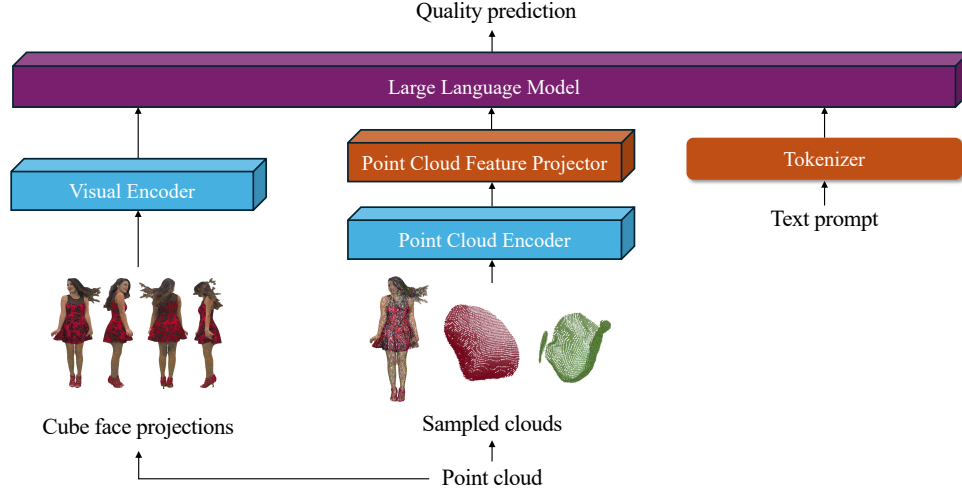 Quality prediction
Large Language Model
Point Cloud Feature Projector
Tokenizer
Visual Encoder
Text prompt
Point Cloud Encoder
Cube face projections
Sampled clouds
Point cloud